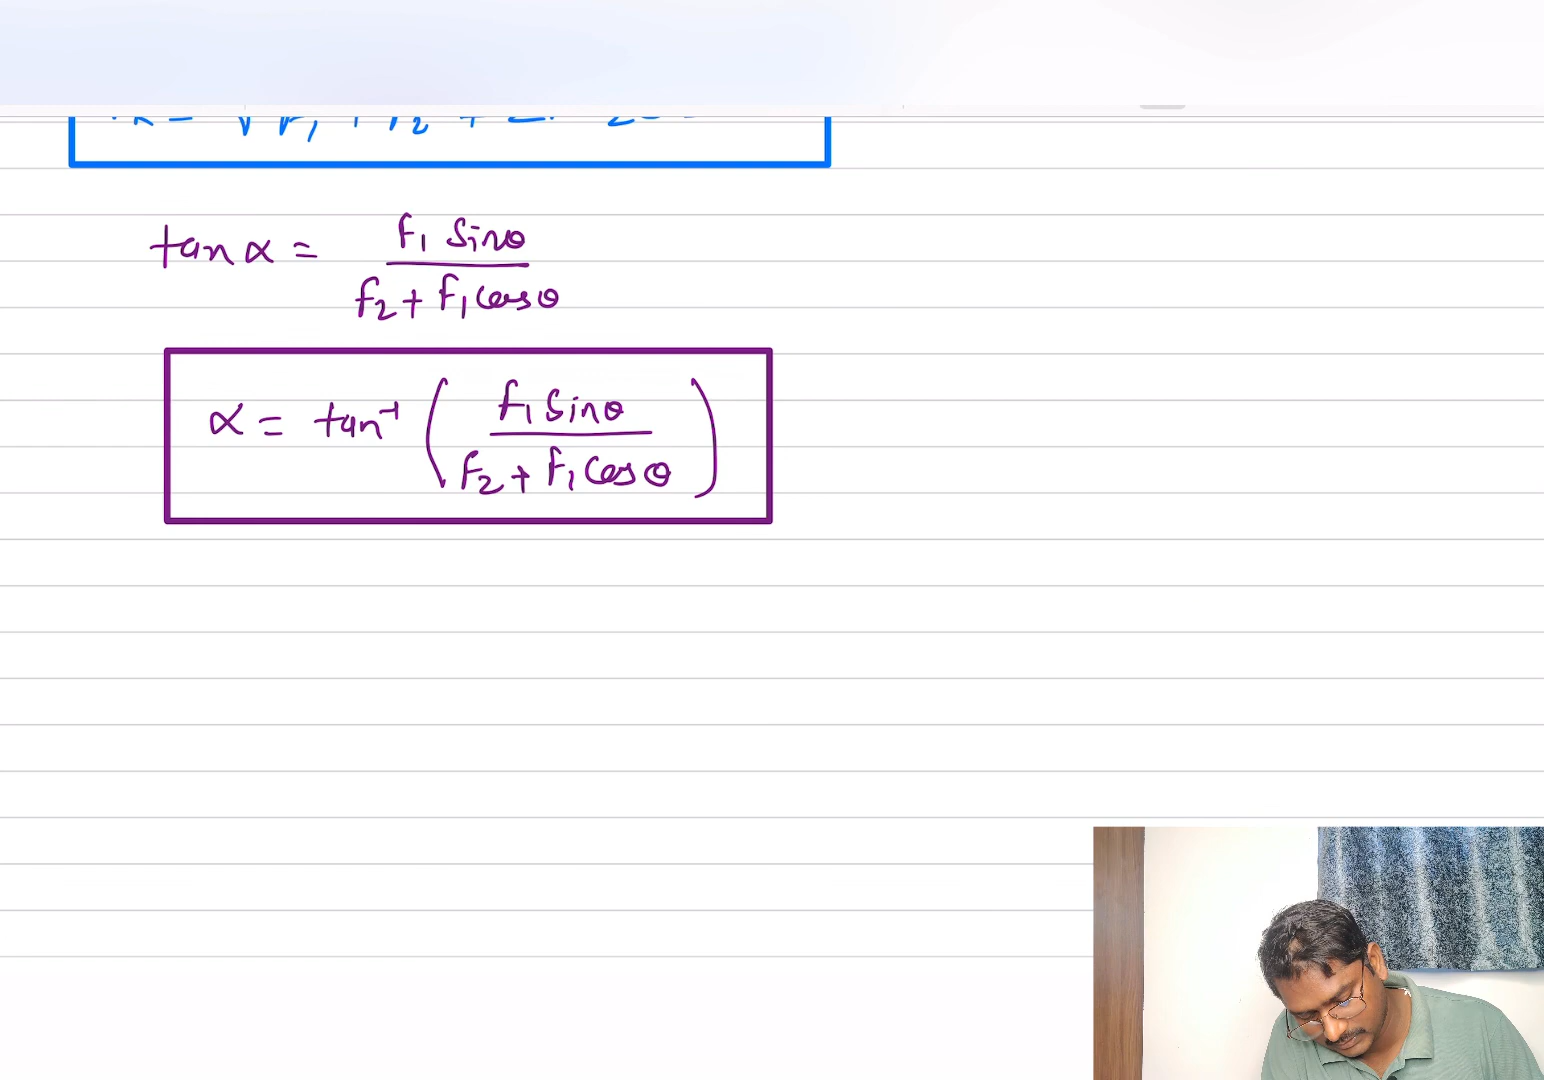 tan α = F₁ sinθ / F₂ + F₁ cosθ
α = tan⁻¹ ( F₁ sinθ / F₂ + F₁ cosθ )